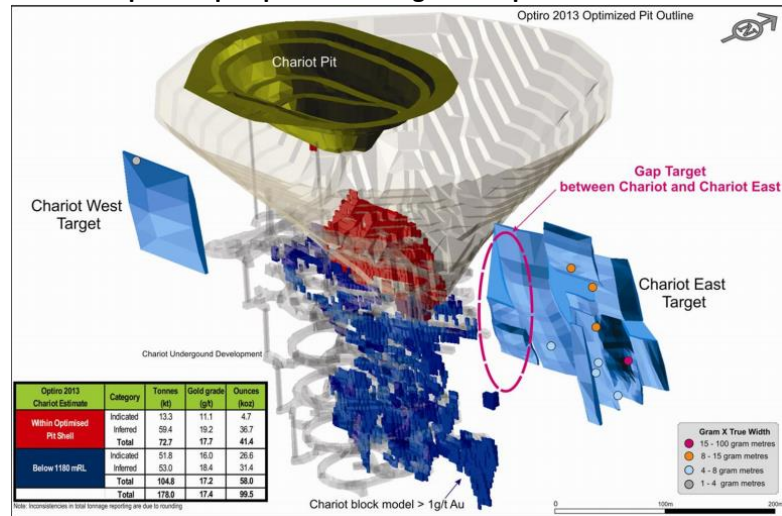 Optiro 2013 Optimized Pit Outline
N
Chariot Pit
Gap Target
between Chariot and Chariot East
Chariot West
Target
Chariot East
Target
Chariot Undergound Development
Optiro 2013
Chariot Estimate
Category
Tonnes
(kt)
Gold grade
(g/t)
Ounces
(koz)
Within Optimised
Pit Shell
Indicated 13.3 11.1 4.7
Inferred 59.4 19.2 36.7
Total 72.7 17.7 41.4
Below 1180 mRL
Indicated 51.8 16.0 26.6
Inferred 53.0 18.4 31.4
Total 104.8 17.2 58.0
Total 178.0 17.4 99.5
Note: Inconsistencies in total tonnage reporting are due to rounding
Chariot block model > 1g/t Au
Gram X True Width
15 - 100 gram metres
8 - 15 gram metres
4 - 8 gram metres
1 - 4 gram metres
0 100m 200m